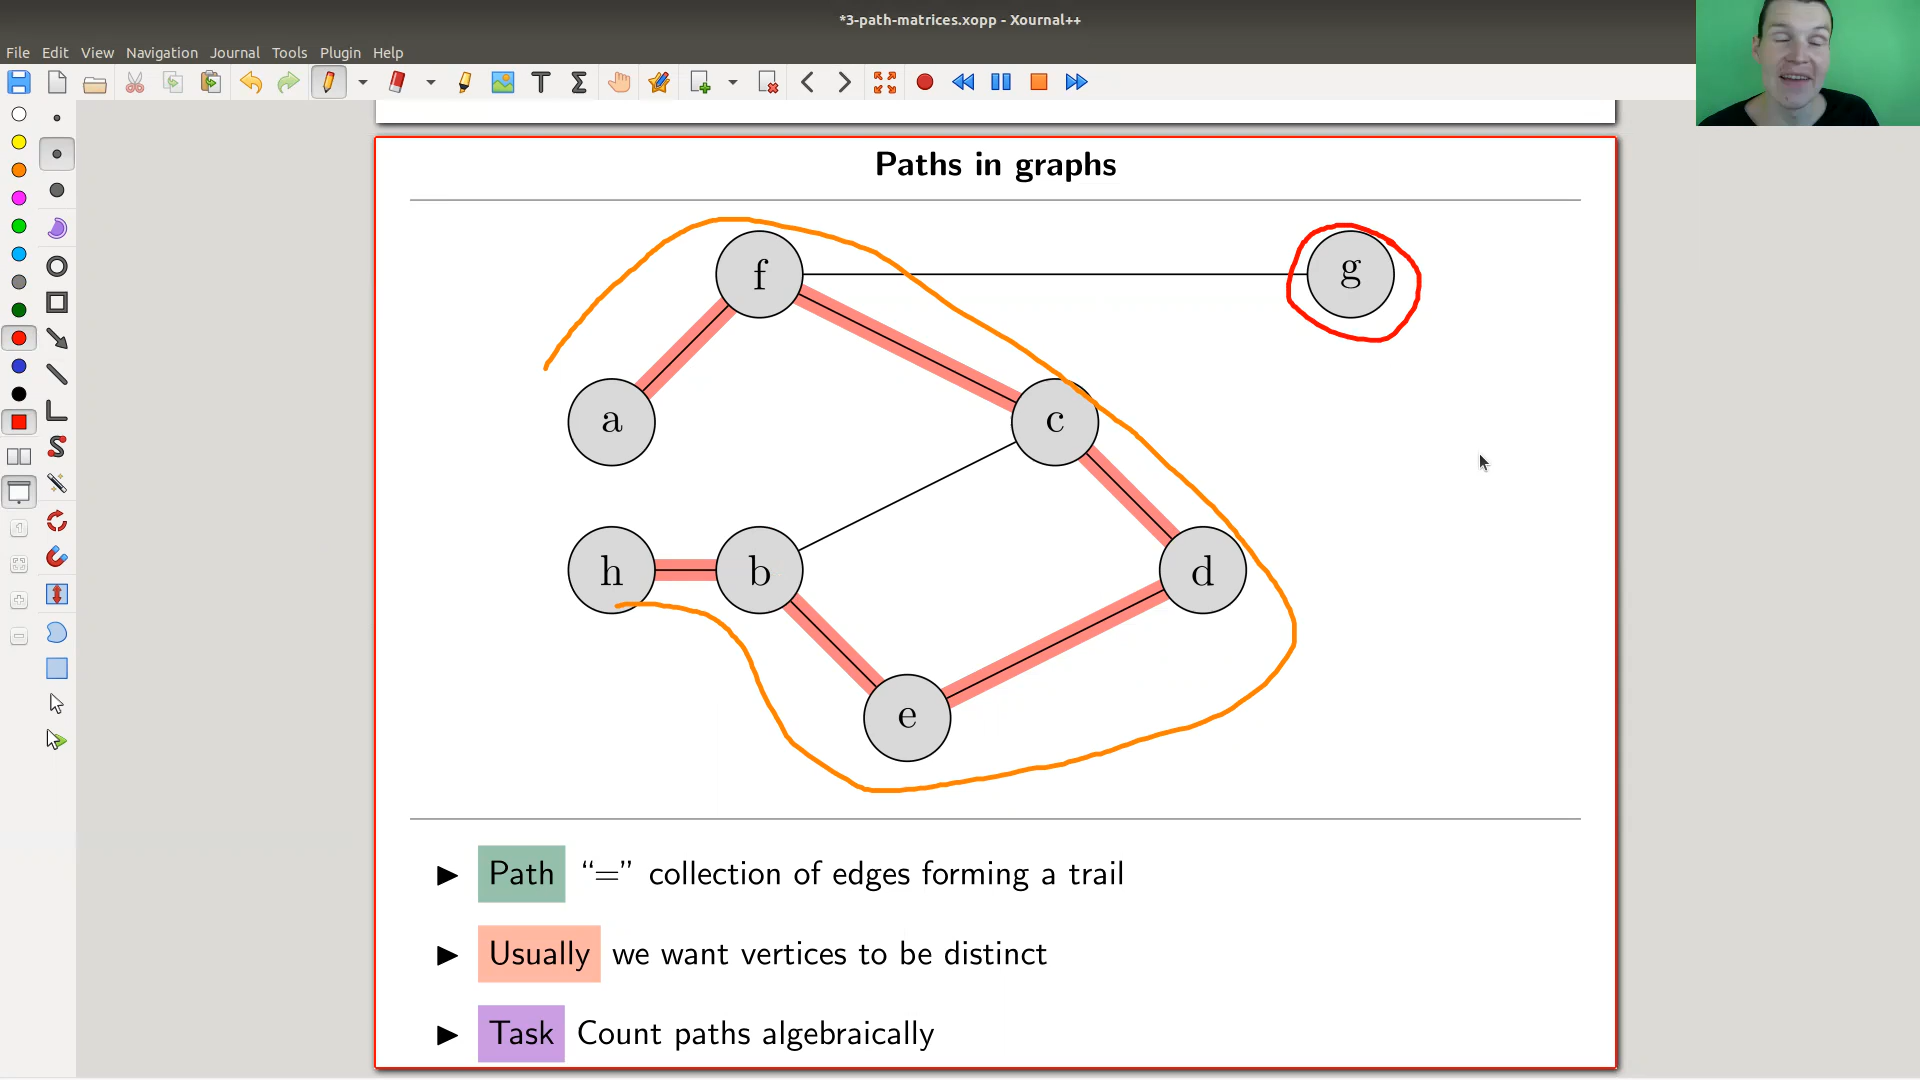 *3-path-matrices.xopp - Xournal++
File Edit View Navigation Journal Tools Plugin Help
Paths in graphs
f
g
a
c
h
b
d
e
Path “=” collection of edges forming a trail
Usually we want vertices to be distinct
Task Count paths algebraically